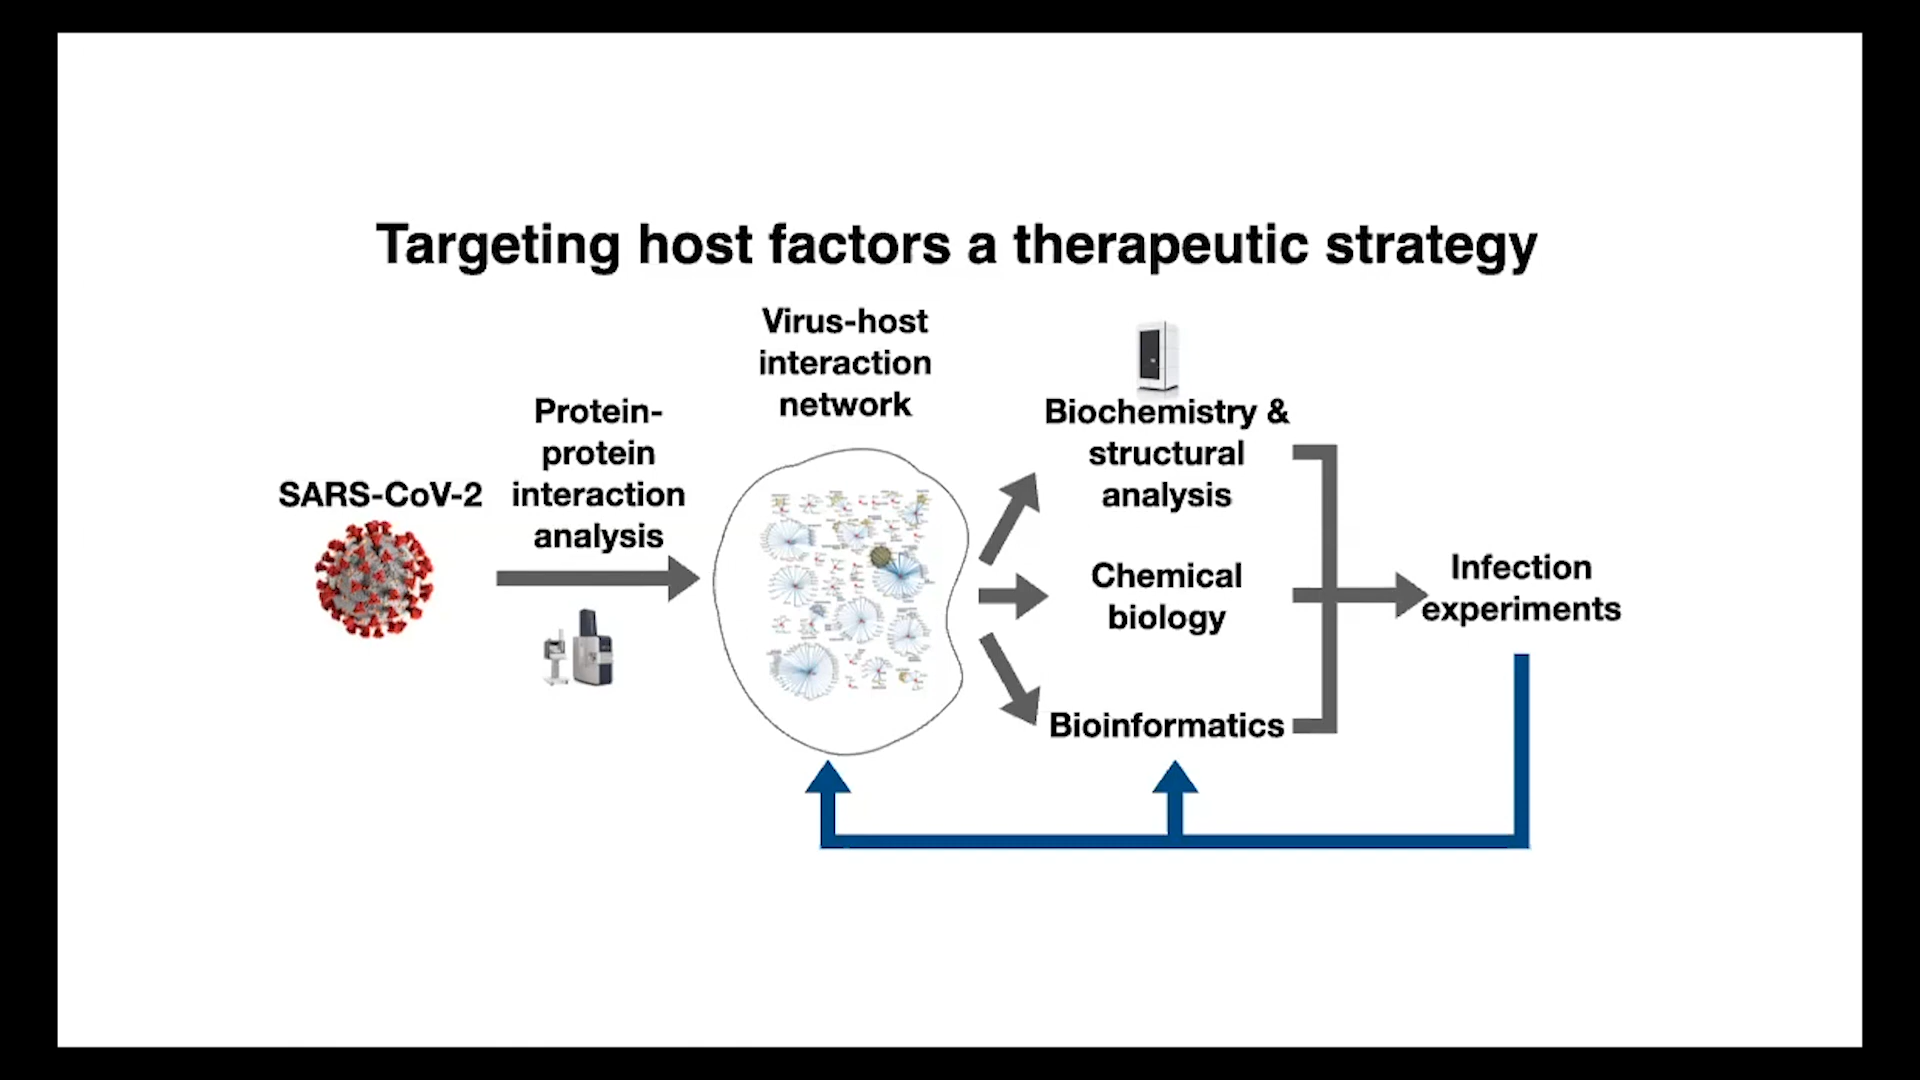 Targeting host factors a therapeutic strategy
SARS-CoV-2
Protein-
protein
interaction
analysis
Virus-host
interaction
network
Biochemistry &
structural
analysis
Chemical
biology
Bioinformatics
Infection
experiments